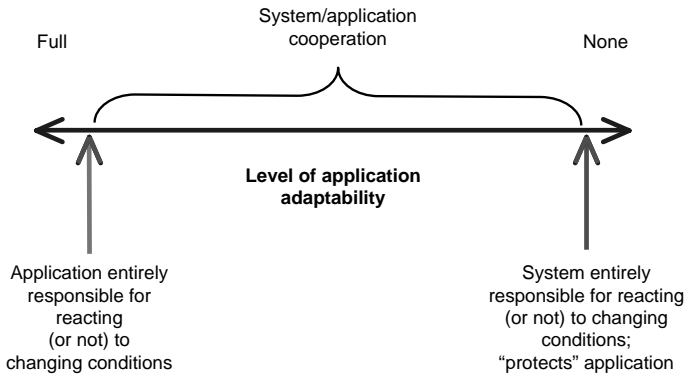 System/application
cooperation
Full
None
Level of application
adaptability
Application entirely
responsible for
reacting
(or not) to
changing conditions
System entirely
responsible for reacting
(or not) to changing
conditions;
“protects” application